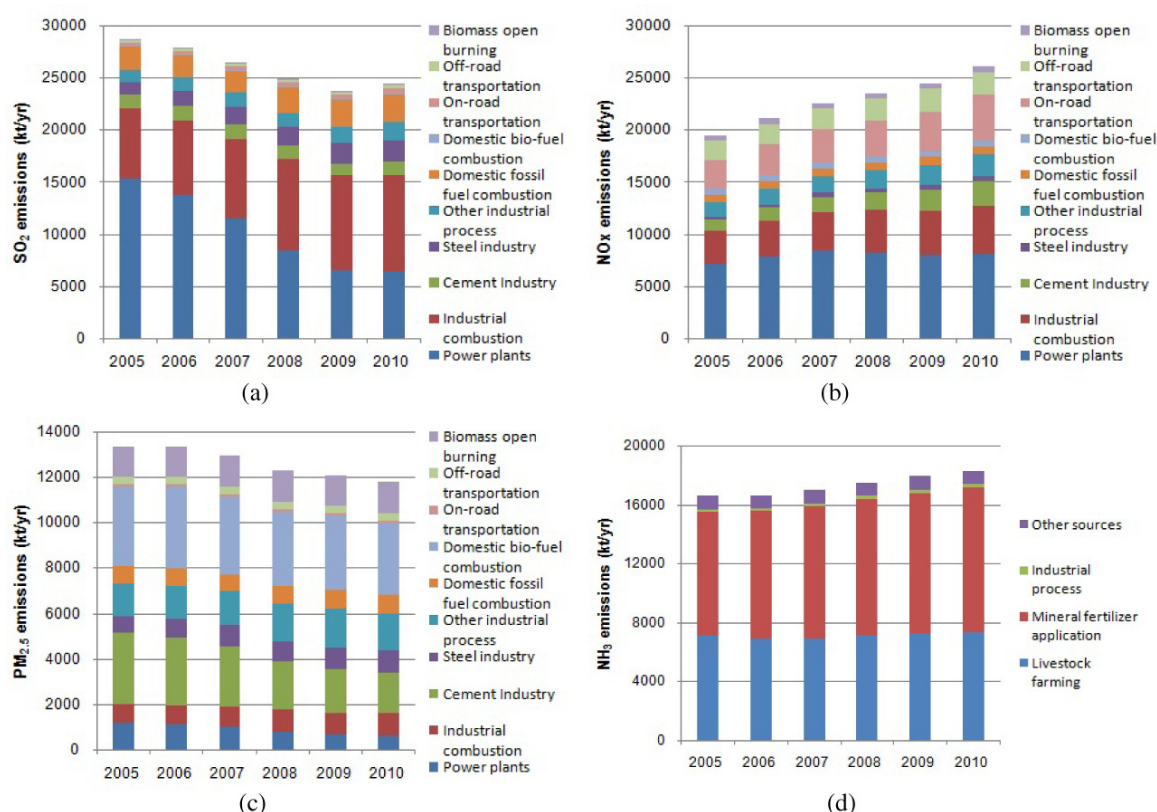 30000
25000
20000
15000
10000
5000
0
SO2 emissions (kt/yr)
2005 2006 2007 2008 2009 2010
Biomass open
burning
Off-road
transportation
On-road
transportation
Domestic bio-fuel
combustion
Domestic fossil
fuel combustion
Other industrial
process
Steel industry
Cement Industry
Industrial
combustion
Power plants
(a)
30000
25000
20000
15000
10000
5000
0
NOx emissions (kt/yr)
2005 2006 2007 2008 2009 2010
Biomass open
burning
Off-road
transportation
On-road
transportation
Domestic bio-fuel
combustion
Domestic fossil
fuel combustion
Other industrial
process
Steel industry
Cement Industry
Industrial
combustion
Power plants
(b)
14000
12000
10000
8000
6000
4000
2000
0
PM2.5 emissions (kt/yr)
2005 2006 2007 2008 2009 2010
Biomass open
burning
Off-road
transportation
On-road
transportation
Domestic bio-fuel
combustion
Domestic fossil
fuel combustion
Other industrial
process
Steel industry
Cement Industry
Industrial
combustion
Power plants
(c)
20000
16000
12000
8000
4000
0
NH3 emissions (kt/yr)
2005 2006 2007 2008 2009 2010
Other sources
Industrial
process
Mineral fertilizer
application
Livestock
farming
(d)